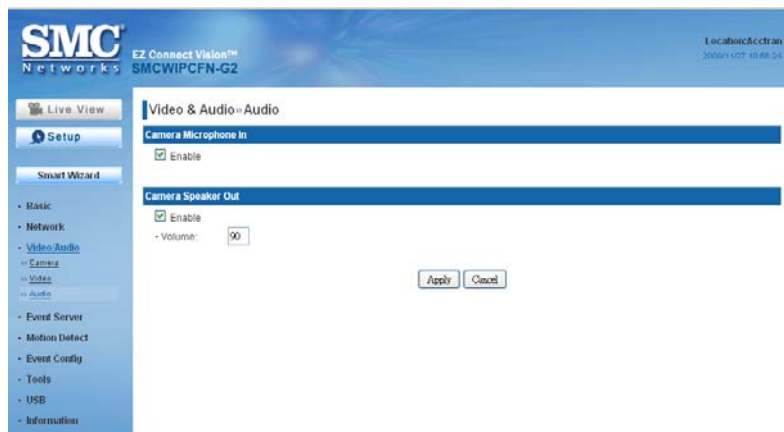 SMC
Networks
EZ Connect Vision™
SMCWIPCFN-G2
Live View
Setup
Smart Wizard
• Basic
• Network
• Video/Audio
›› Camera
›› Video
›› Audio
• Event Server
• Motion Detect
• Event Config
• Tools
• USB
• Information
Video & Audio››Audio
Camera Microphone In
Enable
Camera Speaker Out
Enable
• Volume: 90
Apply Cancel